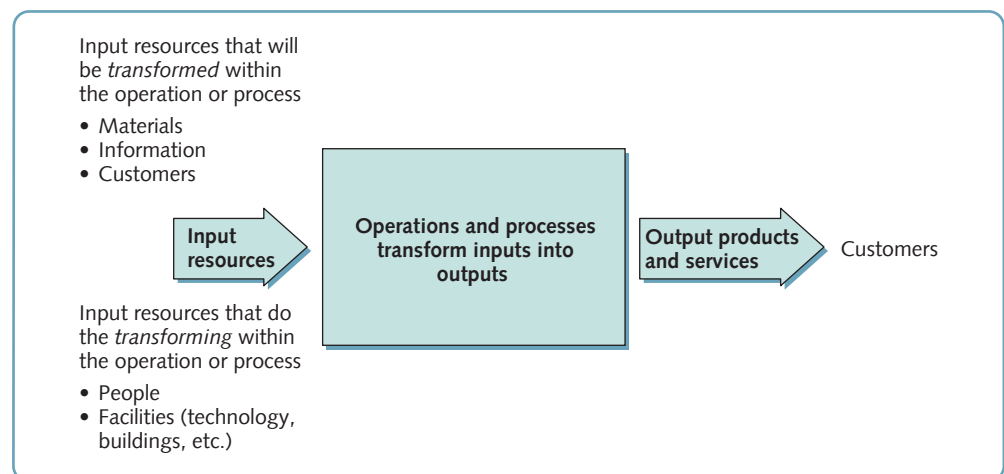 Input resources that will
be transformed within
the operation or process
• Materials
• Information
• Customers
Input
resources
Operations and processes
transform inputs into
outputs
Output products
and services
Customers
Input resources that do
the transforming within
the operation or process
• People
• Facilities (technology,
buildings, etc.)